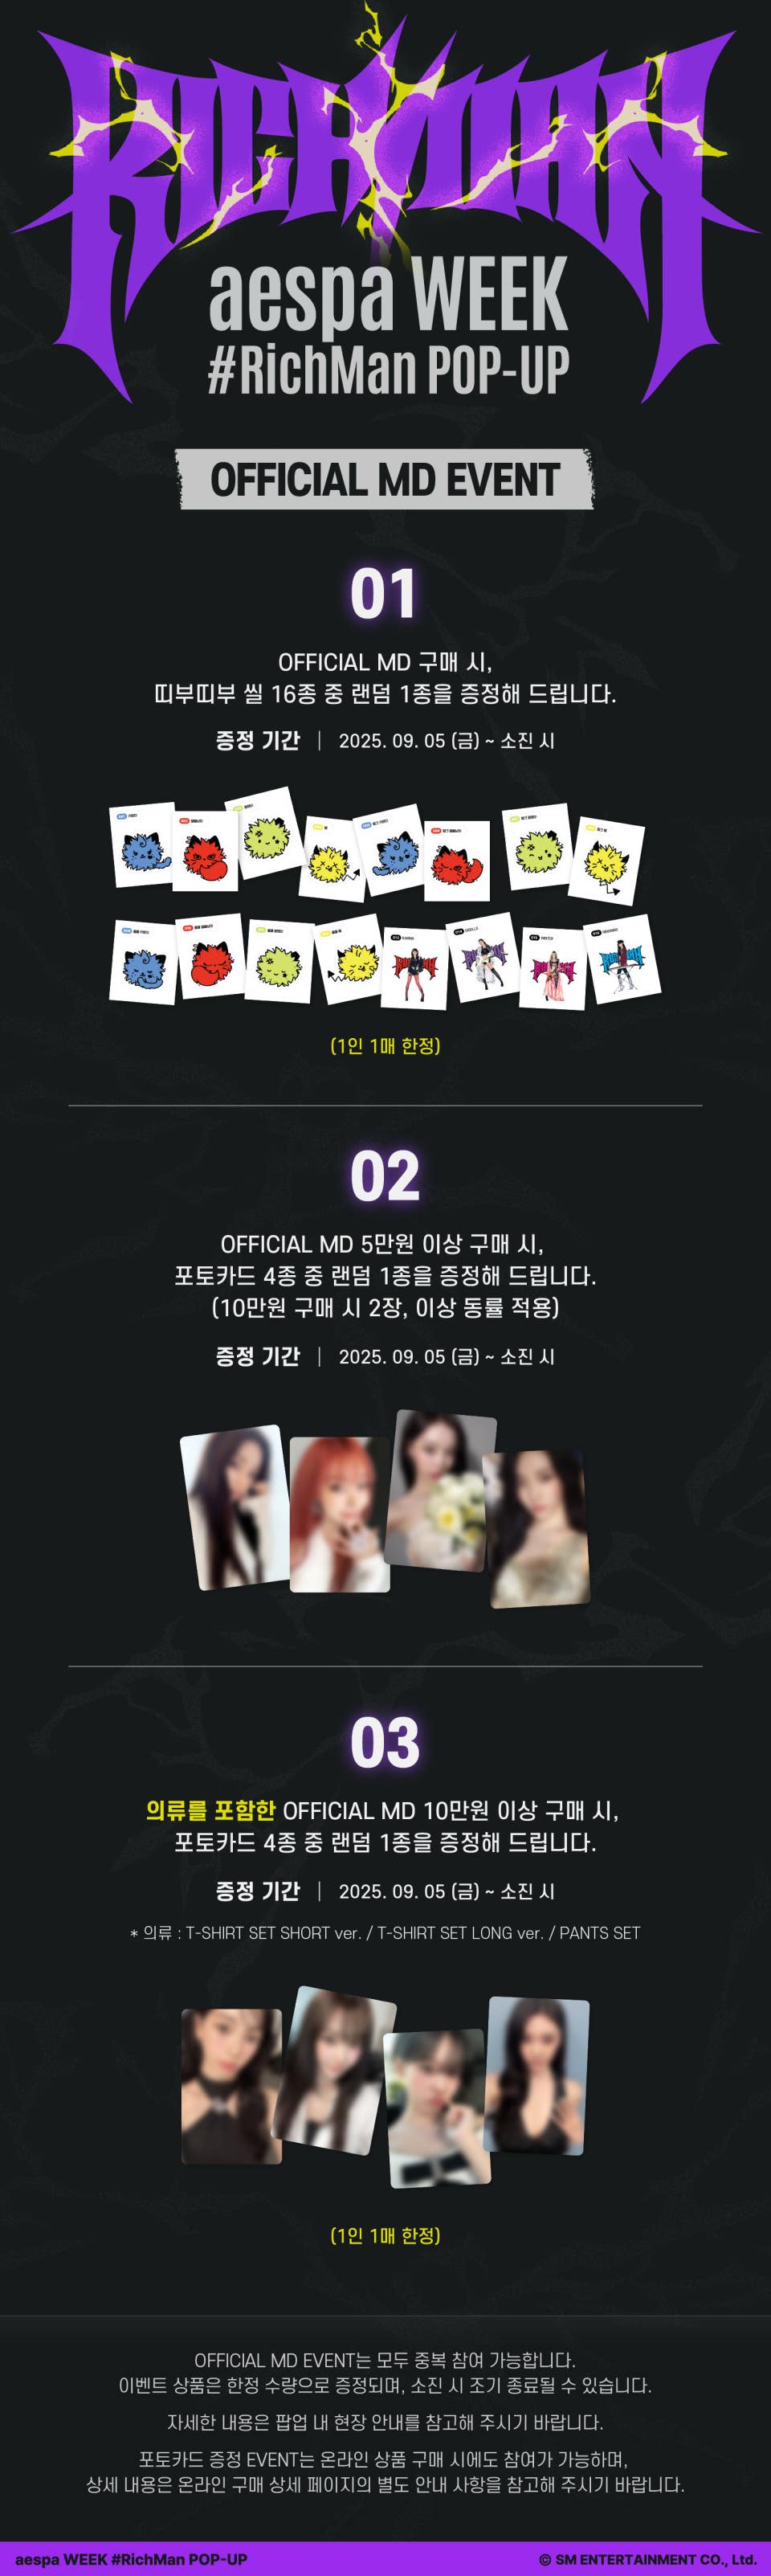 RICHMAN
aespa WEEK
#RichMan POP-UP
OFFICIAL MD EVENT
01
OFFICIAL MD 구매 시,
띠부띠부 씰 16종 중 랜덤 1종을 증정해 드립니다.
증정 기간 | 2025. 09. 05 (금) ~ 소진 시
(1인 1매 한정)
02
OFFICIAL MD 5만원 이상 구매 시,
포토카드 4종 중 랜덤 1종을 증정해 드립니다.
(10만원 구매 시 2장, 이상 동률 적용)
증정 기간 | 2025. 09. 05 (금) ~ 소진 시
03
의류를 포함한 OFFICIAL MD 10만원 이상 구매 시,
포토카드 4종 중 랜덤 1종을 증정해 드립니다.
증정 기간 | 2025. 09. 05 (금) ~ 소진 시
* 의류 : T-SHIRT SET SHORT ver. / T-SHIRT SET LONG ver. / PANTS SET
(1인 1매 한정)
OFFICIAL MD EVENT는 모두 중복 참여 가능합니다.
이벤트 상품은 한정 수량으로 증정되며, 소진 시 조기 종료될 수 있습니다.
자세한 내용은 팝업 내 현장 안내를 참고해 주시기 바랍니다.
포토카드 증정 EVENT는 온라인 상품 구매 시에도 참여가 가능하며,
상세 내용은 온라인 구매 상세 페이지의 별도 안내 사항을 참고해 주시기 바랍니다.
aespa WEEK #RichMan POP-UP
© SM ENTERTAINMENT CO., Ltd.